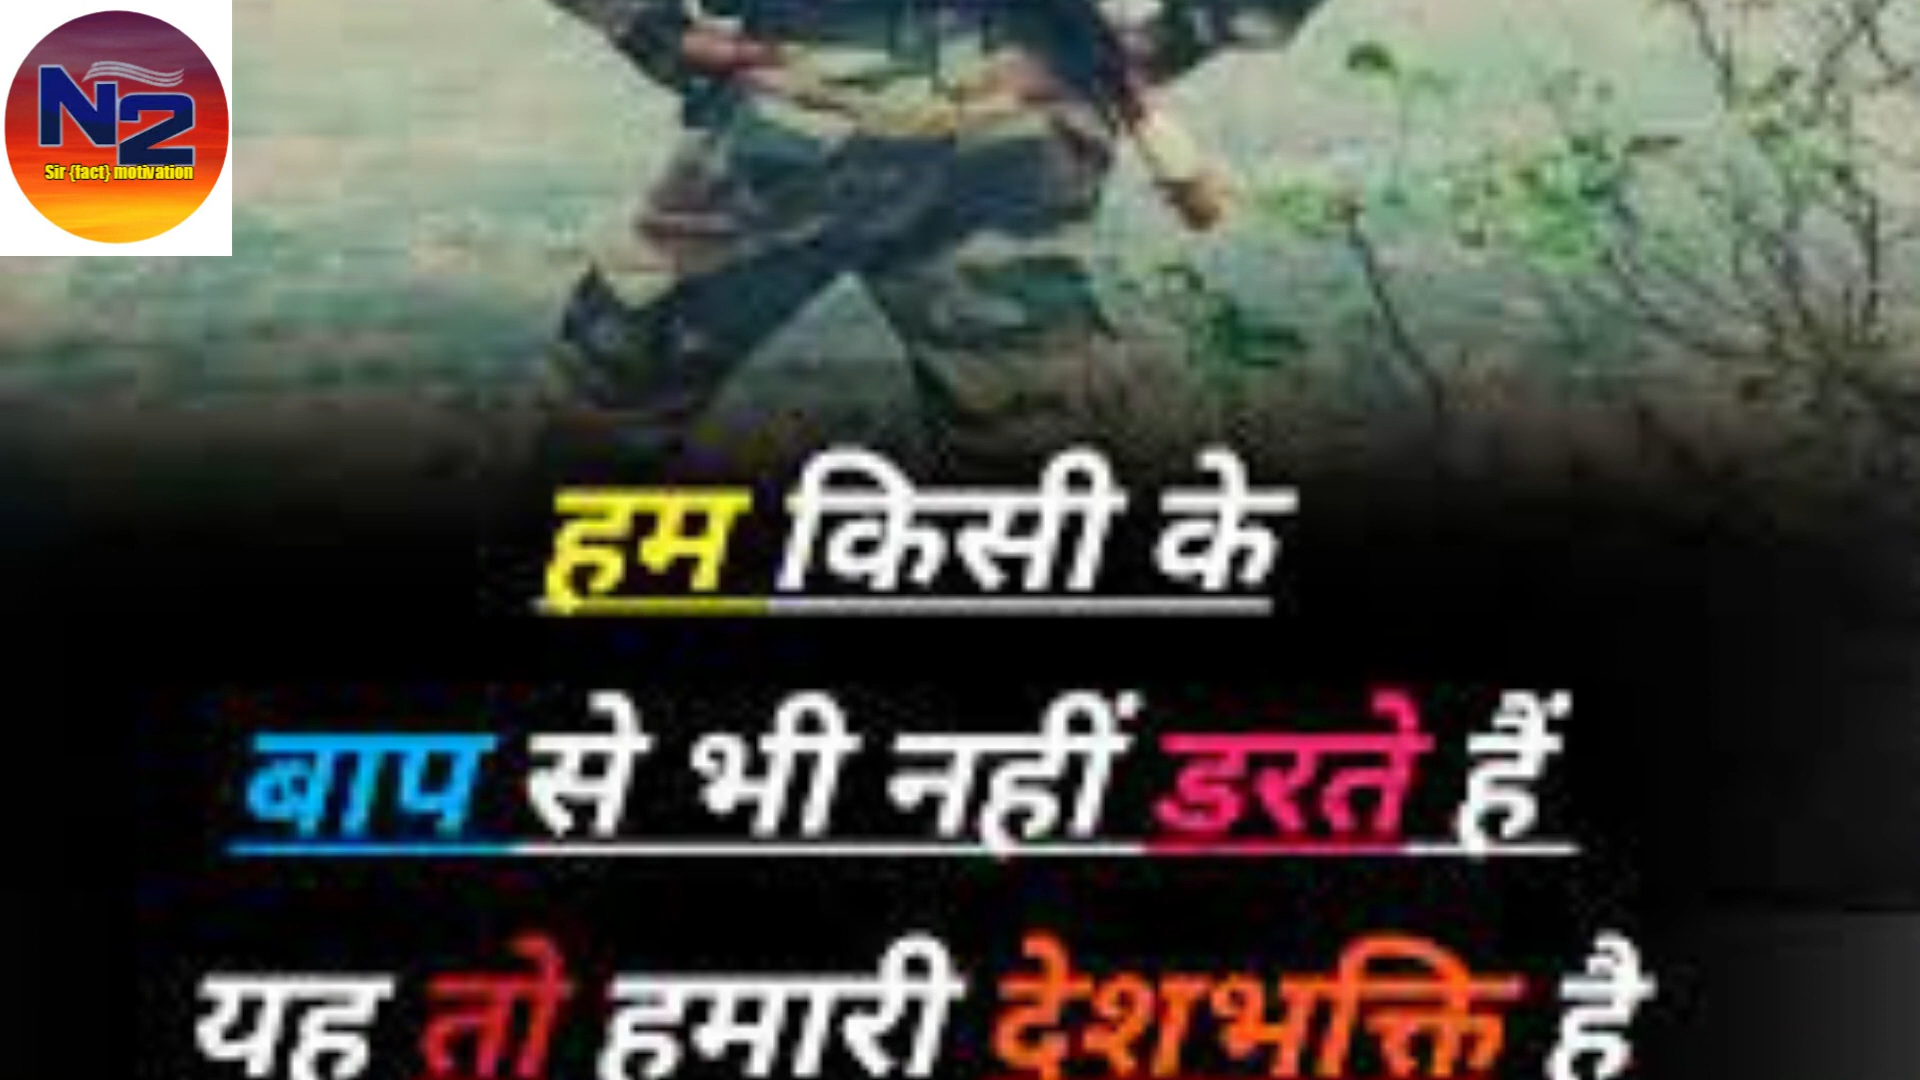 N2
Sir {fact} motivation
हम किसी के
बाप से भी नहीं डरते हैं
यह तो हमारी देशभक्ति है